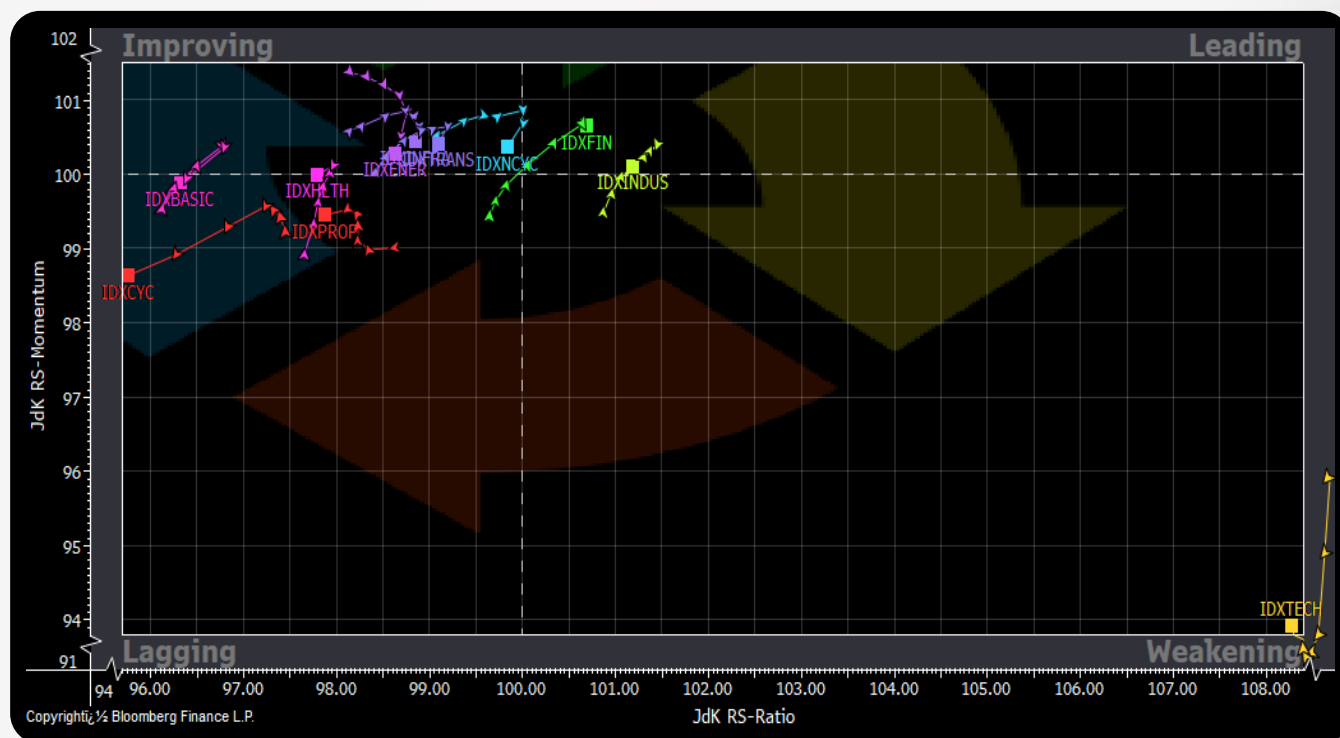 102
Improving
Leading
101
100
99
98
97
96
95
94
91
JdK RS-Momentum
IDXBASIC
IDXHLTH
IDXENER
IDXTRANS
IDXNCYC
IDXFIN
IDXINDUS
IDXPROP
IDXCYC
IDXTECH
Lagging
Weakening
94 96.00 97.00 98.00 99.00 100.00 101.00 102.00 103.00 104.00 105.00 106.00 107.00 108.00
JdK RS-Ratio
Copyrightï¿½ Bloomberg Finance L.P.